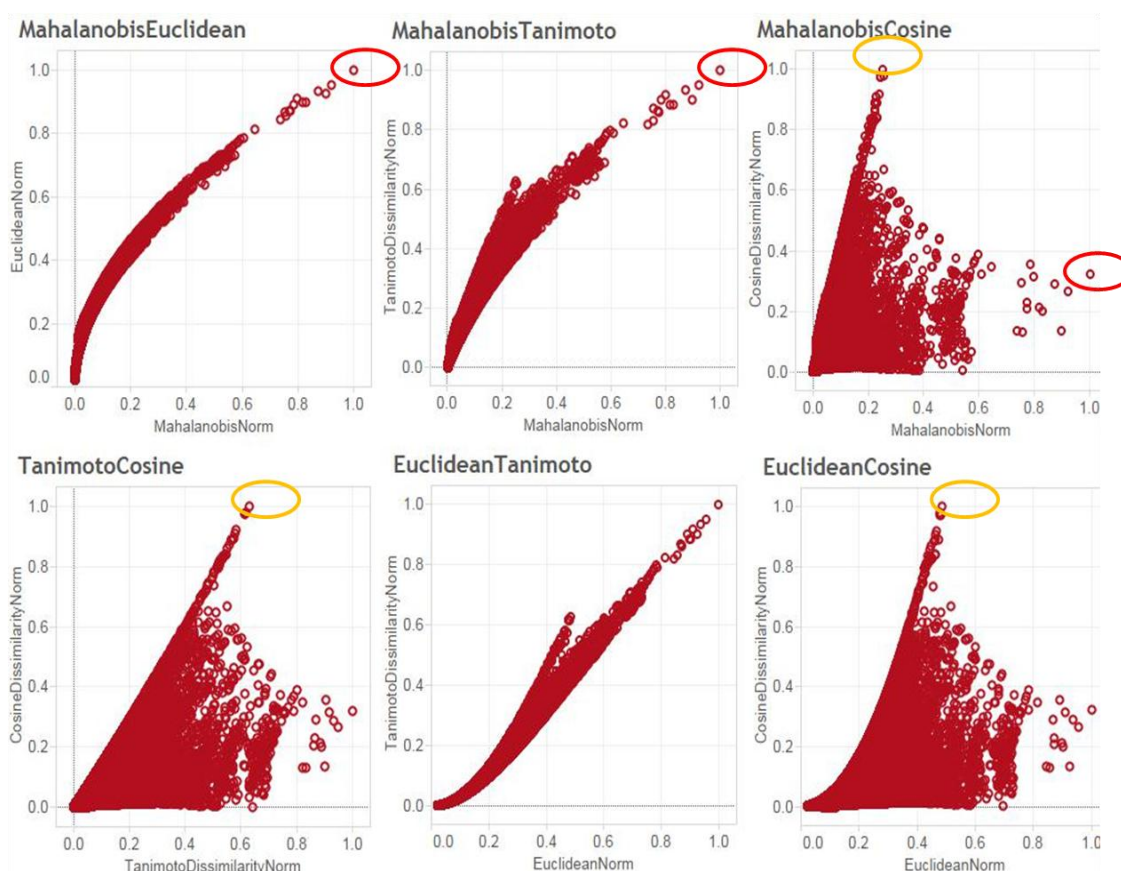 MahalanobisEuclidean
EuclideanNorm
1.0
0.8
0.6
0.4
0.2
0.0
0.0 0.2 0.4 0.6 0.8 1.0
MahalanobisNorm
MahalanobisTanimoto
TanimotoDissimilarityNorm
1.0
0.8
0.6
0.4
0.2
0.0
0.0 0.2 0.4 0.6 0.8 1.0
MahalanobisNorm
MahalanobisCosine
CosineDissimilarityNorm
1.0
0.8
0.6
0.4
0.2
0.0
0.0 0.2 0.4 0.6 0.8 1.0
MahalanobisNorm
TanimotoCosine
CosineDissimilarityNorm
1.0
0.8
0.6
0.4
0.2
0.0
0.0 0.2 0.4 0.6 0.8 1.0
TanimotoDissimilarityNorm
EuclideanTanimoto
TanimotoDissimilarityNorm
1.0
0.8
0.6
0.4
0.2
0.0
0.0 0.2 0.4 0.6 0.8 1.0
EuclideanNorm
EuclideanCosine
CosineDissimilarityNorm
1.0
0.8
0.6
0.4
0.2
0.0
0.0 0.2 0.4 0.6 0.8 1.0
EuclideanNorm